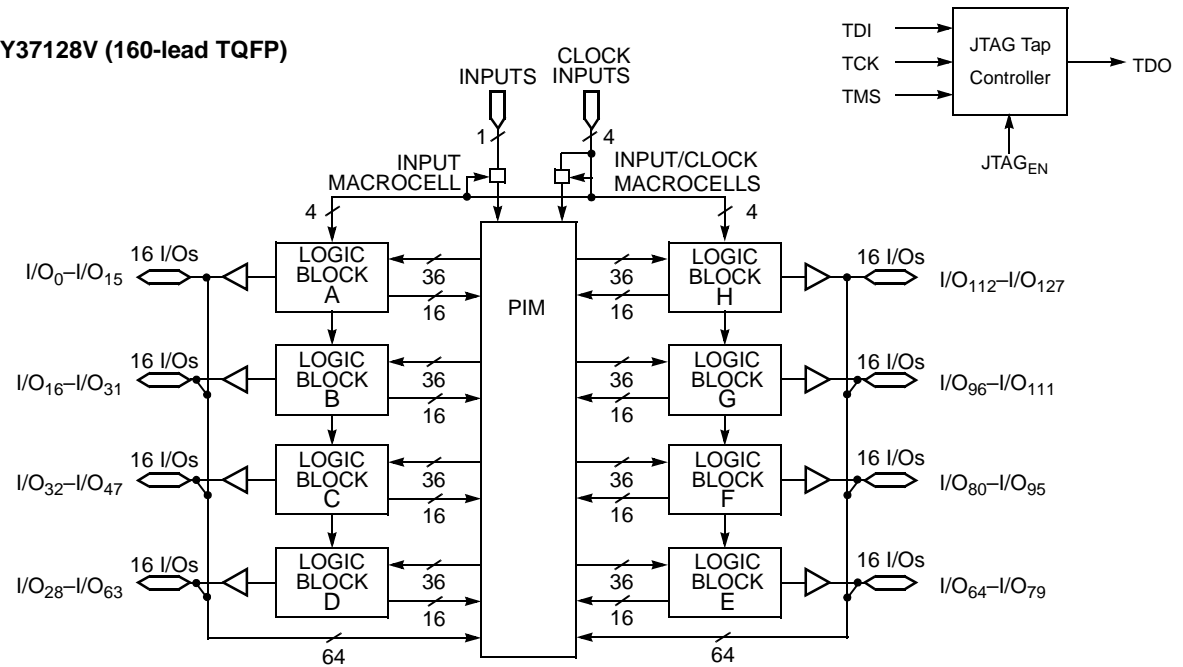 Y37128V (160-lead TQFP)
TDI
TCK
TMS
JTAG Tap
Controller
TDO
JTAG_EN
INPUTS
CLOCK
INPUTS
1
4
INPUT
MACROCELL
INPUT/CLOCK
MACROCELLS
4
4
I/O0–I/O15
16 I/Os
LOGIC
BLOCK
A
36
16
PIM
36
16
LOGIC
BLOCK
H
16 I/Os
I/O112–I/O127
I/O16–I/O31
16 I/Os
LOGIC
BLOCK
B
36
16
36
16
LOGIC
BLOCK
G
16 I/Os
I/O96–I/O111
I/O32–I/O47
16 I/Os
LOGIC
BLOCK
C
36
16
36
16
LOGIC
BLOCK
F
16 I/Os
I/O80–I/O95
I/O28–I/O63
16 I/Os
LOGIC
BLOCK
D
36
16
36
16
LOGIC
BLOCK
E
16 I/Os
I/O64–I/O79
64
64